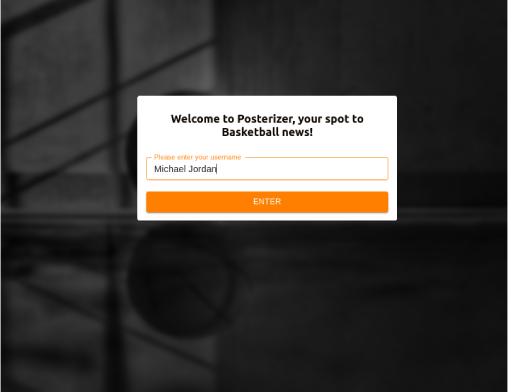 Welcome to Posterizer, your spot to
Basketball news!
Please enter your username
Michael Jordan
ENTER